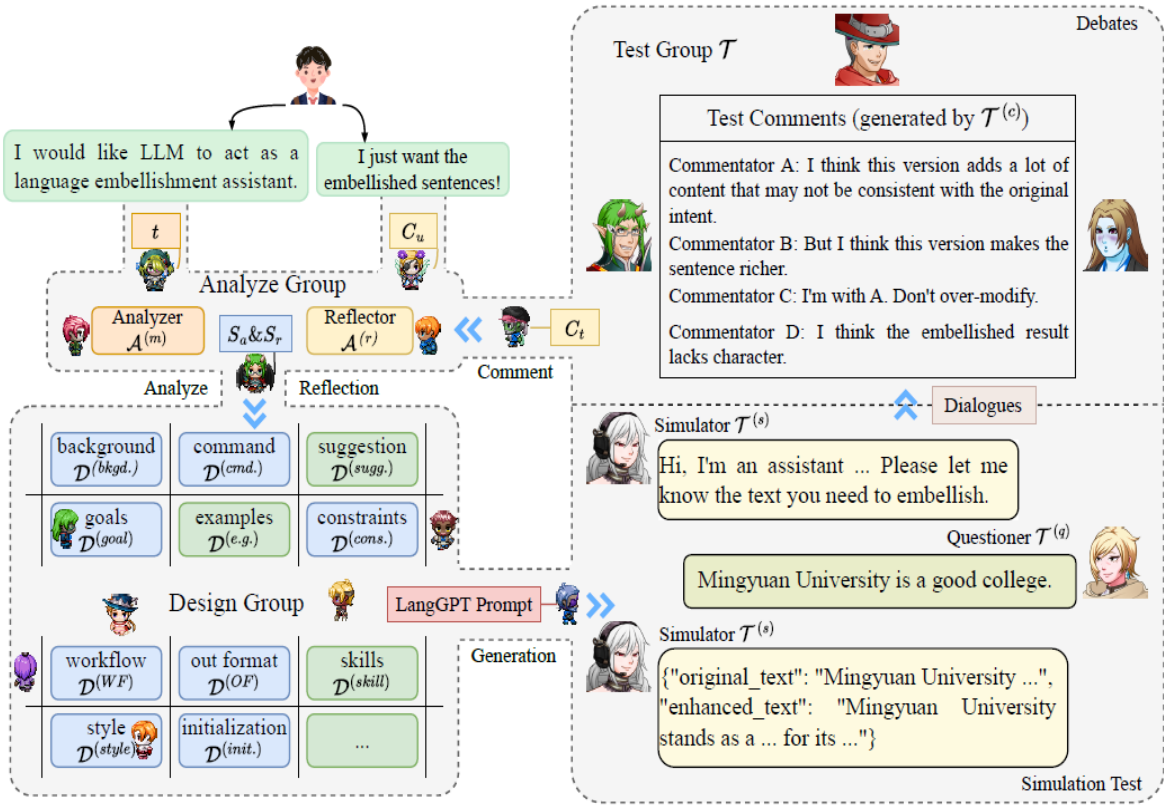 I would like LLM to act as a
language embellishment assistant.
I just want the
embellished sentences!
t
C_u
Analyze Group
Analyzer
𝒜^(m)
S_a&S_r
Reflector
𝒜^(r)
C_t
Analyze
Reflection
Comment
background
𝒟^(bkgd.)
command
𝒟^(cmd.)
suggestion
𝒟^(sugg.)
goals
𝒟^(goal)
examples
𝒟^(e.g.)
constraints
𝒟^(cons.)
Design Group
LangGPT Prompt
Generation
workflow
𝒟^(WF)
out format
𝒟^(OF)
skills
𝒟^(skill)
style
𝒟^(style)
initialization
𝒟^(init.)
...
Debates
Test Group 𝒯
Test Comments (generated by 𝒯^(c))
Commentator A: I think this version adds a lot of
content that may not be consistent with the original
intent.
Commentator B: But I think this version makes the
sentence richer.
Commentator C: I'm with A. Don't over-modify.
Commentator D: I think the embellished result
lacks character.
Dialogues
Simulator 𝒯^(s)
Hi, I'm an assistant ... Please let me
know the text you need to embellish.
Questioner 𝒯^(q)
Mingyuan University is a good college.
Simulator 𝒯^(s)
{"original_text": "Mingyuan University ...",
"enhanced_text": "Mingyuan University
stands as a ... for its ..."}
Simulation Test